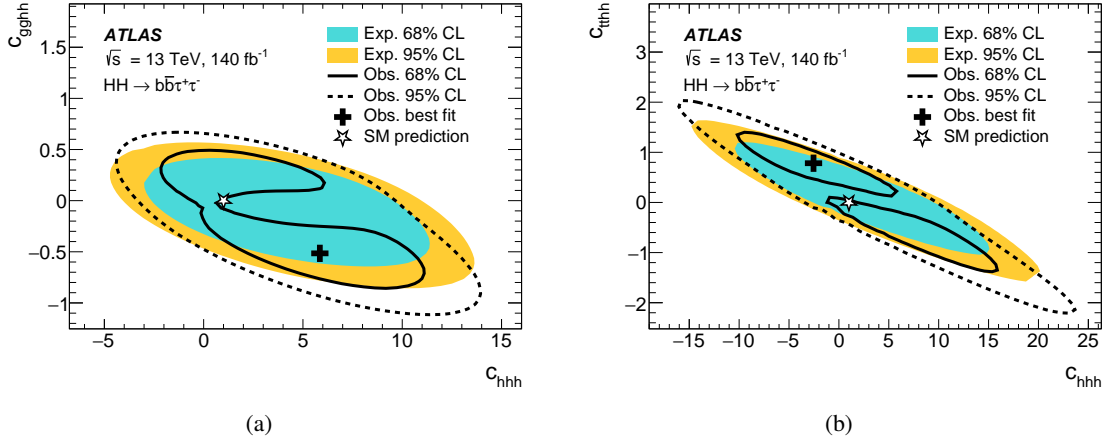 c_gghh
1.5
1
0.5
0
−0.5
−1
ATLAS
√s = 13 TeV, 140 fb⁻¹
HH → bb̅τ⁺τ⁻
Exp. 68% CL
Exp. 95% CL
Obs. 68% CL
Obs. 95% CL
Obs. best fit
SM prediction
−5 0 5 10 15
c_hhh
(a)
c_tthh
3
2
1
0
−1
−2
ATLAS
√s = 13 TeV, 140 fb⁻¹
HH → bb̅τ⁺τ⁻
Exp. 68% CL
Exp. 95% CL
Obs. 68% CL
Obs. 95% CL
Obs. best fit
SM prediction
−15 −10 −5 0 5 10 15 20 25
c_hhh
(b)